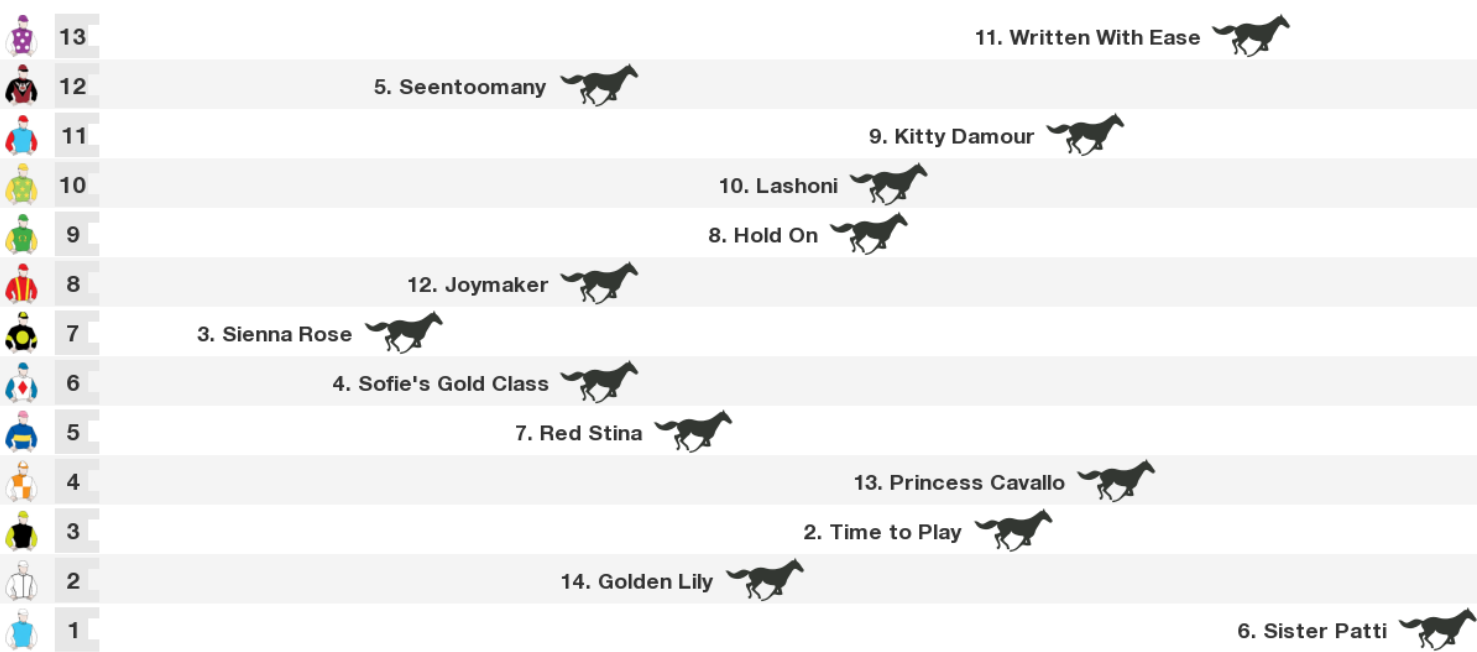 13 11. Written With Ease
12 5. Seentoomany
11 9. Kitty Damour
10 10. Lashoni
9 8. Hold On
8 12. Joymaker
7 3. Sienna Rose
6 4. Sofie's Gold Class
5 7. Red Stina
4 13. Princess Cavallo
3 2. Time to Play
2 14. Golden Lily
1 6. Sister Patti